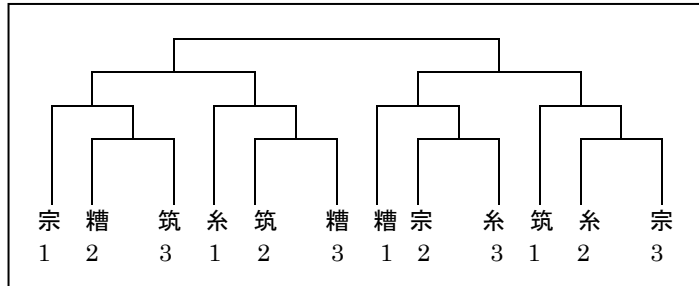 宗 糟 筑 糸 筑 糟 糟 宗 糸 筑 糸 宗
1 2 3 1 2 3 1 2 3 1 2 3